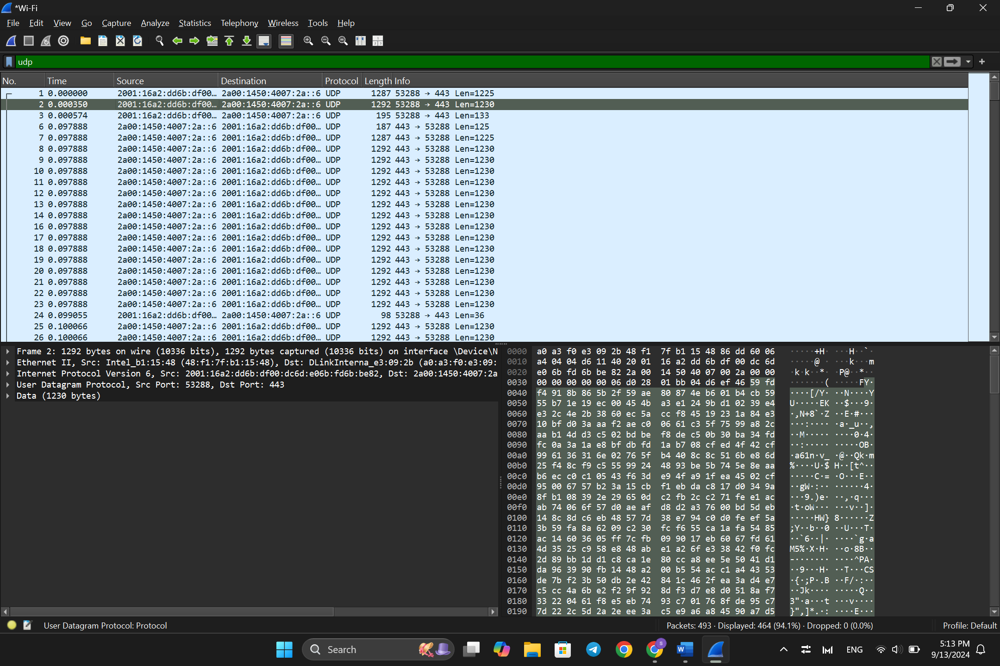 *Wi-Fi
File Edit View Go Capture Analyze Statistics Telephony Wireless Tools Help
udp
No. Time Source Destination Protocol Length Info
1 0.000000 2001:16a2:dd6b:df00… 2a00:1450:4007:2a::6 UDP 1287 53288 → 443 Len=1225
2 0.000350 2001:16a2:dd6b:df00… 2a00:1450:4007:2a::6 UDP 1292 53288 → 443 Len=1230
3 0.000574 2001:16a2:dd6b:df00… 2a00:1450:4007:2a::6 UDP 195 53288 → 443 Len=133
6 0.097888 2a00:1450:4007:2a::6 2001:16a2:dd6b:df00… UDP 187 443 → 53288 Len=125
7 0.097888 2a00:1450:4007:2a::6 2001:16a2:dd6b:df00… UDP 1287 443 → 53288 Len=1225
8 0.097888 2a00:1450:4007:2a::6 2001:16a2:dd6b:df00… UDP 1292 443 → 53288 Len=1230
9 0.097888 2a00:1450:4007:2a::6 2001:16a2:dd6b:df00… UDP 1292 443 → 53288 Len=1230
10 0.097888 2a00:1450:4007:2a::6 2001:16a2:dd6b:df00… UDP 1292 443 → 53288 Len=1230
11 0.097888 2a00:1450:4007:2a::6 2001:16a2:dd6b:df00… UDP 1292 443 → 53288 Len=1230
12 0.097888 2a00:1450:4007:2a::6 2001:16a2:dd6b:df00… UDP 1292 443 → 53288 Len=1230
13 0.097888 2a00:1450:4007:2a::6 2001:16a2:dd6b:df00… UDP 1292 443 → 53288 Len=1230
14 0.097888 2a00:1450:4007:2a::6 2001:16a2:dd6b:df00… UDP 1292 443 → 53288 Len=1230
16 0.097888 2a00:1450:4007:2a::6 2001:16a2:dd6b:df00… UDP 1292 443 → 53288 Len=1230
17 0.097888 2a00:1450:4007:2a::6 2001:16a2:dd6b:df00… UDP 1292 443 → 53288 Len=1230
18 0.097888 2a00:1450:4007:2a::6 2001:16a2:dd6b:df00… UDP 1292 443 → 53288 Len=1230
19 0.097888 2a00:1450:4007:2a::6 2001:16a2:dd6b:df00… UDP 1292 443 → 53288 Len=1230
20 0.097888 2a00:1450:4007:2a::6 2001:16a2:dd6b:df00… UDP 1292 443 → 53288 Len=1230
21 0.097888 2a00:1450:4007:2a::6 2001:16a2:dd6b:df00… UDP 1292 443 → 53288 Len=1230
22 0.097888 2a00:1450:4007:2a::6 2001:16a2:dd6b:df00… UDP 1292 443 → 53288 Len=1230
23 0.097888 2a00:1450:4007:2a::6 2001:16a2:dd6b:df00… UDP 1292 443 → 53288 Len=1230
24 0.099055 2001:16a2:dd6b:df00… 2a00:1450:4007:2a::6 UDP 98 53288 → 443 Len=36
25 0.100066 2a00:1450:4007:2a::6 2001:16a2:dd6b:df00… UDP 1292 443 → 53288 Len=1230
26 0.100066 2a00:1450:4007:2a::6 2001:16a2:dd6b:df00… UDP 1292 443 → 53288 Len=1230
Frame 2: 1292 bytes on wire (10336 bits), 1292 bytes captured (10336 bits) on interface \Device\N
Ethernet II, Src: Intel_b1:15:48 (48:f1:7f:b1:15:48), Dst: DLinkInterna_e3:09:2b (a0:a3:f0:e3:09:
Internet Protocol Version 6, Src: 2001:16a2:dd6b:df00:dc6d:e06b:fd6b:be82, Dst: 2a00:1450:4007:2a
User Datagram Protocol, Src Port: 53288, Dst Port: 443
Data (1230 bytes)
0000 a0 a3 f0 e3 09 2b 48 f1 7f b1 15 48 86 dd 60 06 ·····+H· ···H··`·
0010 a4 04 04 d6 11 40 20 01 16 a2 dd 6b df 00 dc 6d ·····@ · ···k···m
0020 e0 6b fd 6b be 82 2a 00 14 50 40 07 00 2a 00 00 ·k·k··*· ·P@··*··
0030 00 00 00 00 00 06 d0 28 01 bb 04 d6 ef 46 59 fd ·······( ·····FY·
0040 f4 91 8b 86 5b 2f 59 ae 80 87 4e b6 01 b4 cb 59 ····[/Y· ··N····Y
0050 55 b7 1e 19 ec 00 45 4b a3 e1 24 9b d1 02 39 e4 U·····EK ··$···9·
0060 e3 2c 4e 2b 38 60 ec 5a cc f8 45 19 23 1a 84 e3 ·,N+8`·Z ··E·#···
0070 10 bf d0 3a aa f2 ae c0 06 61 c3 5f 75 99 a8 2c ···:···· ·a·_u··,
0080 aa b1 4d d3 c5 02 bd be f8 de c5 0b 30 ba 34 fd ··M····· ····0·4·
0090 fc 0a 3a 1a e8 bf db fd 1a b7 08 cf ed 4f 42 cf ··:····· ·····OB·
00a0 99 61 36 31 6e 02 76 5f b4 40 8c 8c 51 6b e8 6d ·a61n·v_ ·@··Qk·m
00b0 25 f4 8c f9 c5 55 99 24 48 93 be 5b 74 5e 8e aa %····U·$ H··[t^··
00c0 b6 ec c0 c1 05 43 f6 3d e9 4f a9 1f ea 45 02 cf ·····C·= ·O···E··
00d0 95 00 67 57 b2 3a 15 cb f1 eb da c8 17 d0 34 9a ··gW·:·· ······4·
00e0 8f b1 08 39 2e 29 65 0d c2 fb 2c c2 71 fe e1 ac ···9.)e· ··,·q···
00f0 ab 74 06 6f 57 d0 ae af d8 d2 a3 76 00 bd 5d eb ·t·oW··· ···v··]·
0100 14 8c 8d c6 eb 48 57 7d 38 e7 94 c0 d0 fe ef 5a ·····HW} 8······Z
0110 3b 59 fa 8a 62 09 c2 30 fc f6 55 ca 1a fa 54 85 ;Y··b··0 ··U···T·
0120 ac 14 60 36 05 ff 7c fb 09 90 17 eb 60 67 fd 61 ··`6··|· ····`g·a
0130 4d 35 25 c9 58 e8 48 ab e1 a2 6f e3 38 42 f0 fc M5%·X·H· ··o·8B··
0140 2d 89 bb 1d d1 c8 ca 1e 80 cc a8 ee 5e 50 41 d1 -······· ····^PA·
0150 da 96 39 90 fb 14 48 a2 00 b5 54 ac c1 a4 43 53 ··9···H· ··T···CS
0160 de 7b f2 3b 50 db 2e 42 84 1c 46 2f ea 3a d4 e7 ·{·;P·.B ··F/·:··
0170 c5 cc 4a 6b e2 f2 9f 92 8d f3 d7 e8 d0 51 8a f7 ··Jk···· ·····Q··
0180 33 22 04 61 f8 e5 eb 74 93 c7 01 76 8f de 95 c7 3"·a···t ···v····
0190 7d 22 2c 5d 2a 2e ee 3a c5 e9 a6 a8 45 90 a7 d5 }",]*.·: ····E···
User Datagram Protocol: Protocol Packets: 493 · Displayed: 464 (94.1%) · Dropped: 0 (0.0%) Profile: Default
Search
ENG
5:13 PM
9/13/2024